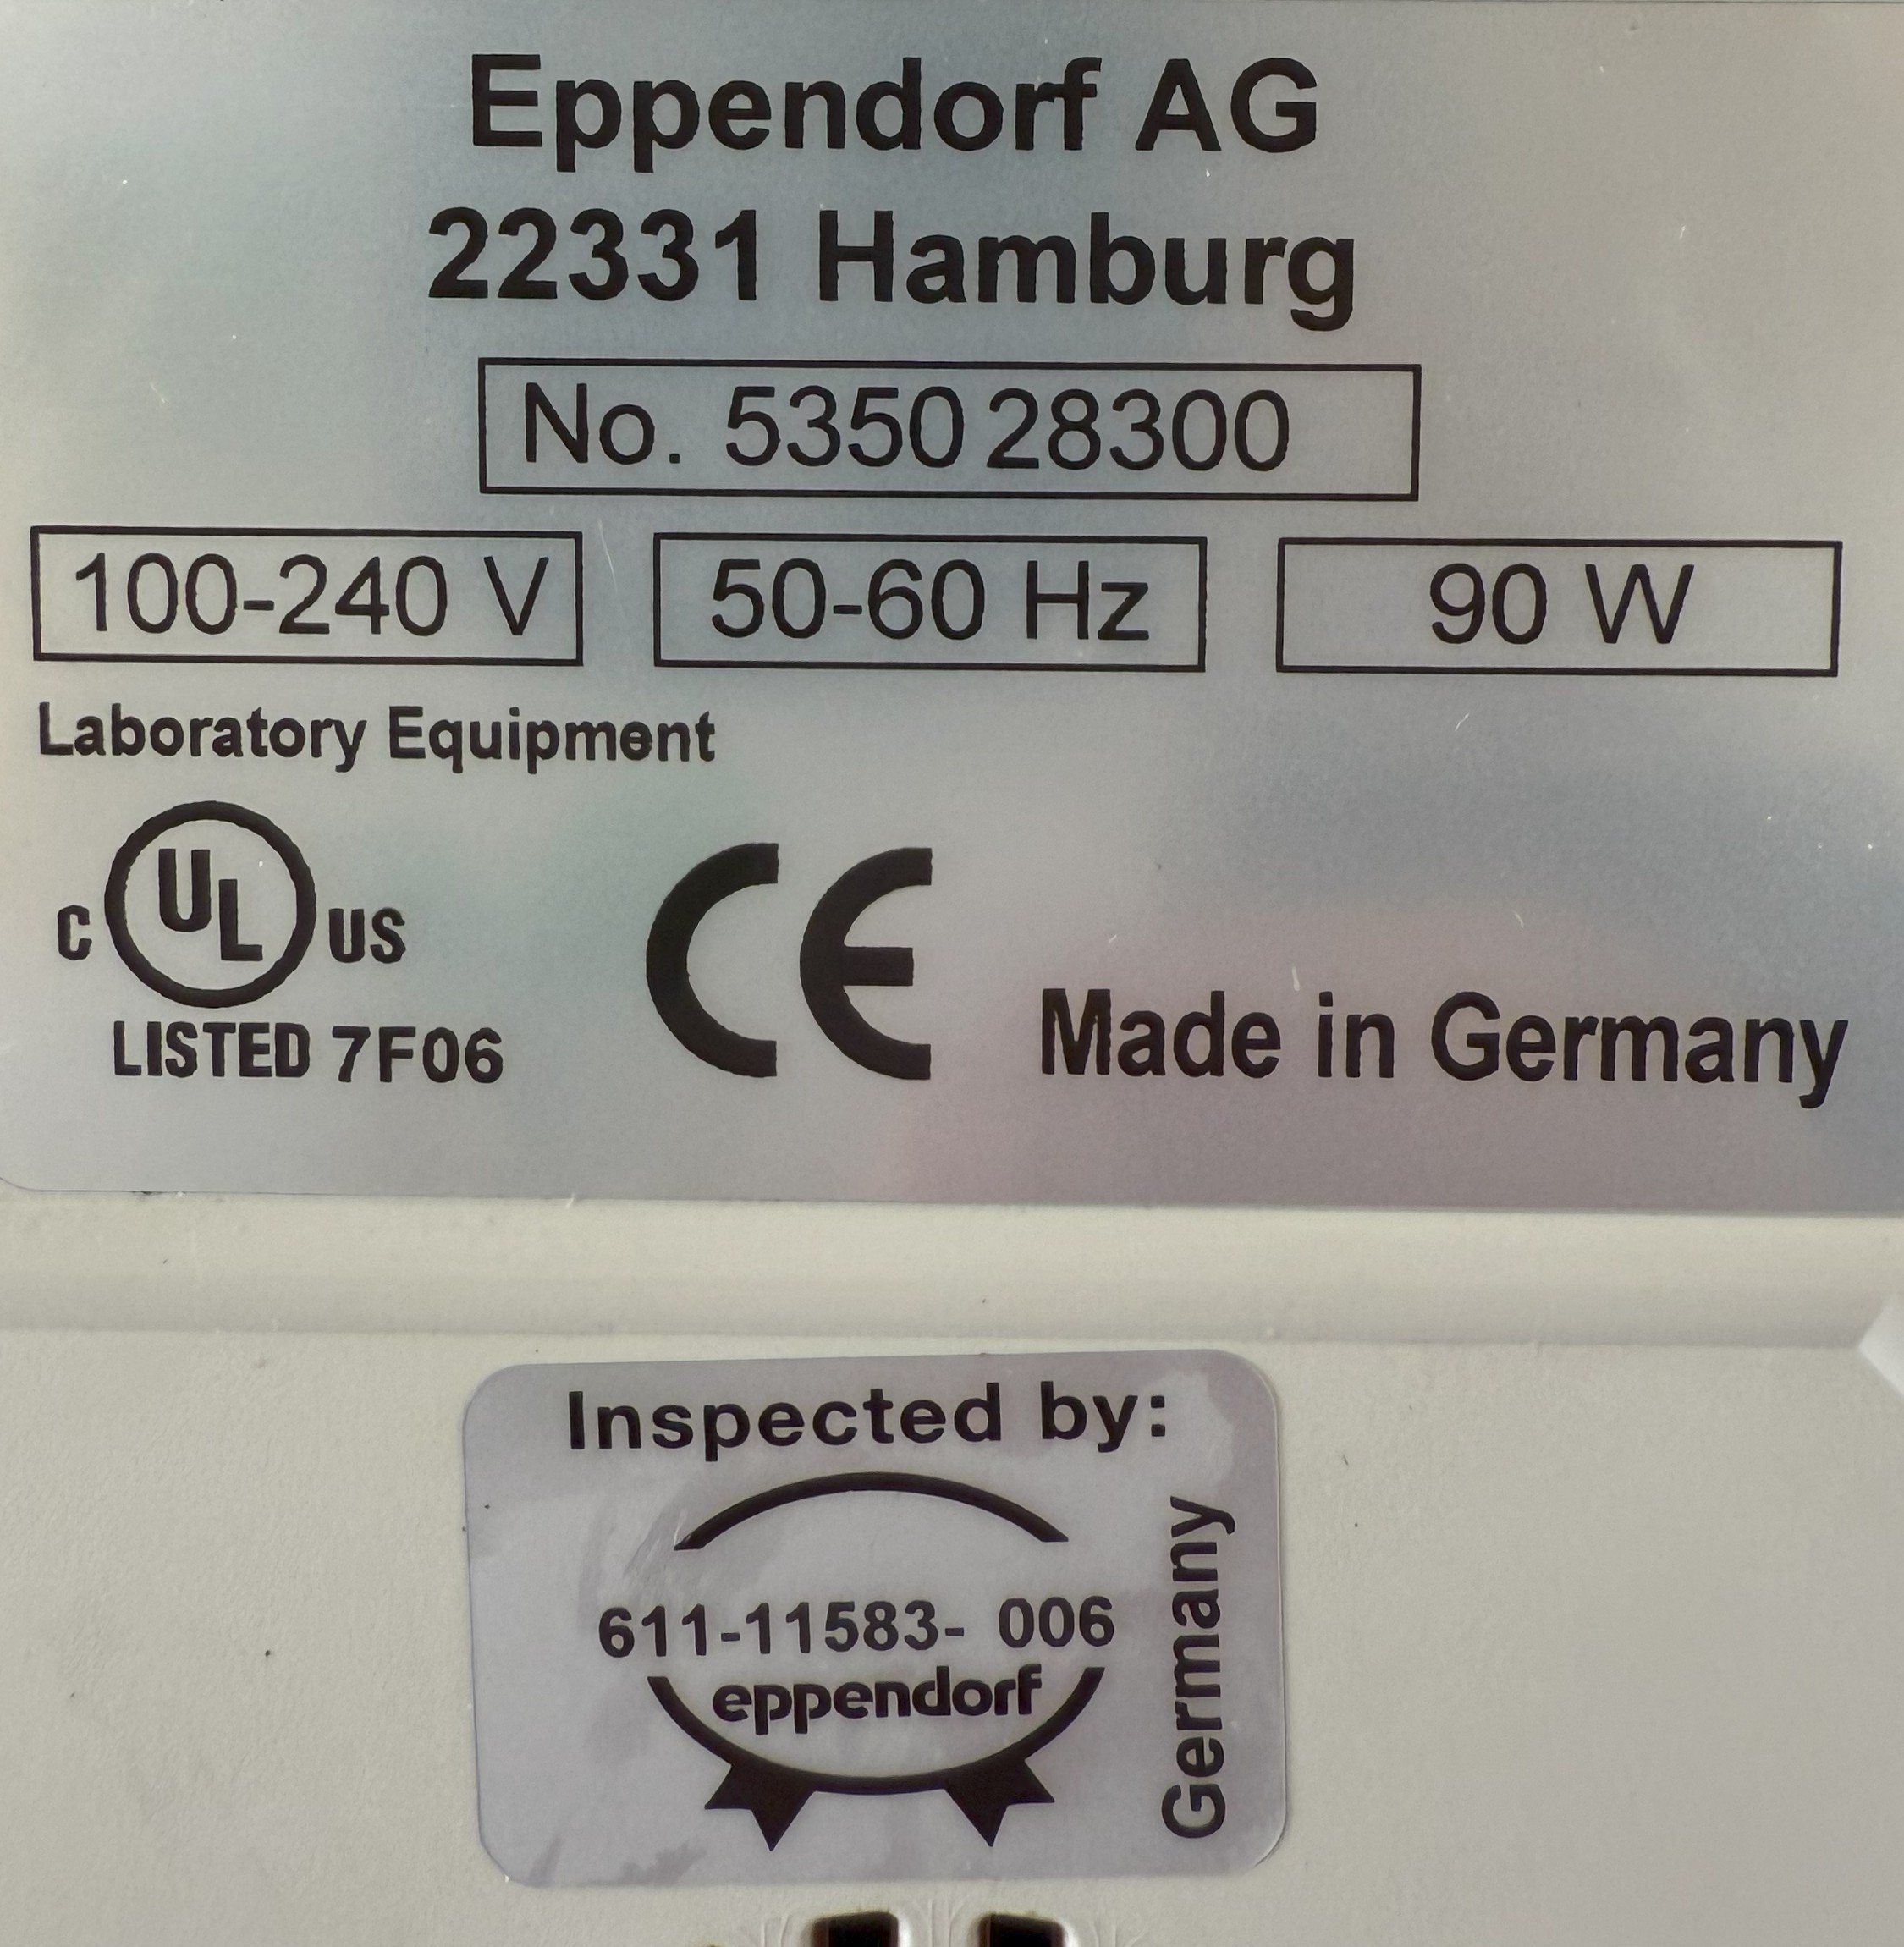 Eppendorf AG
22331 Hamburg
No. 5350 28300
100-240 V 50-60 Hz 90 W
Laboratory Equipment
C UL US
LISTED 7F06
CE
Made in Germany
Inspected by:
611-11583- 006
eppendorf
Germany